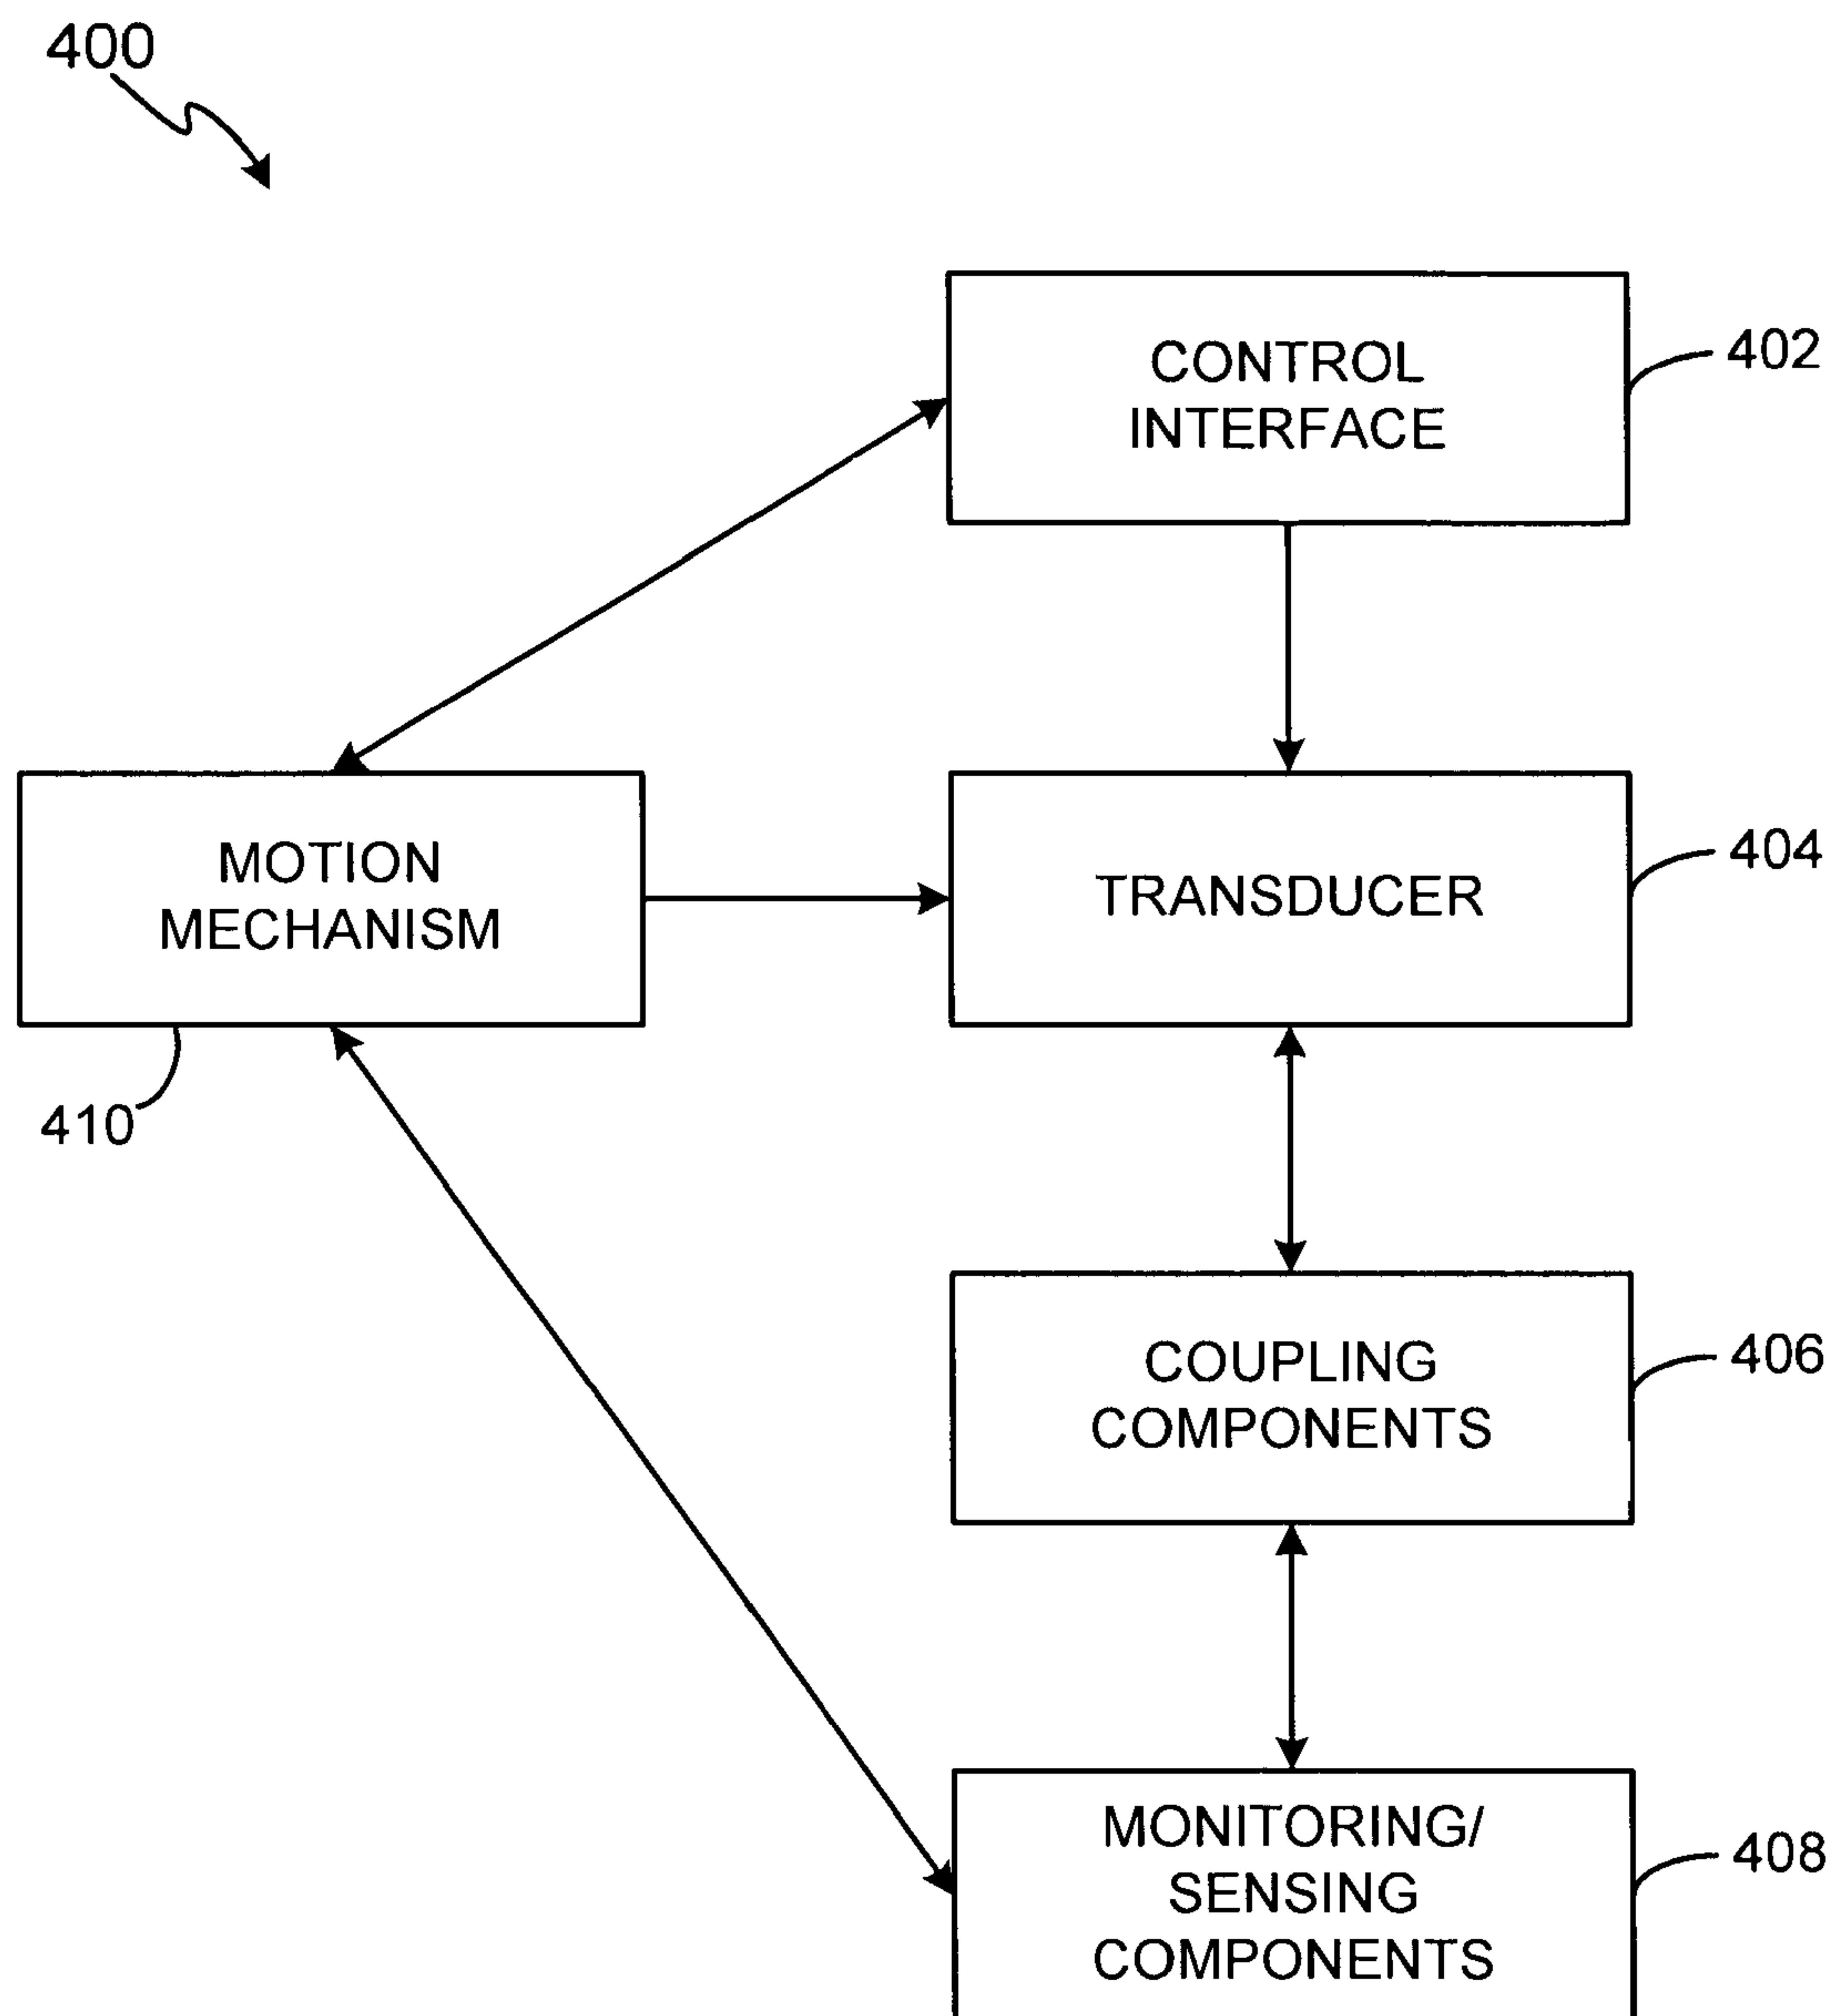 400
CONTROL
INTERFACE
402
MOTION
MECHANISM
410
TRANSDUCER
404
COUPLING
COMPONENTS
406
MONITORING/
SENSING
COMPONENTS
408